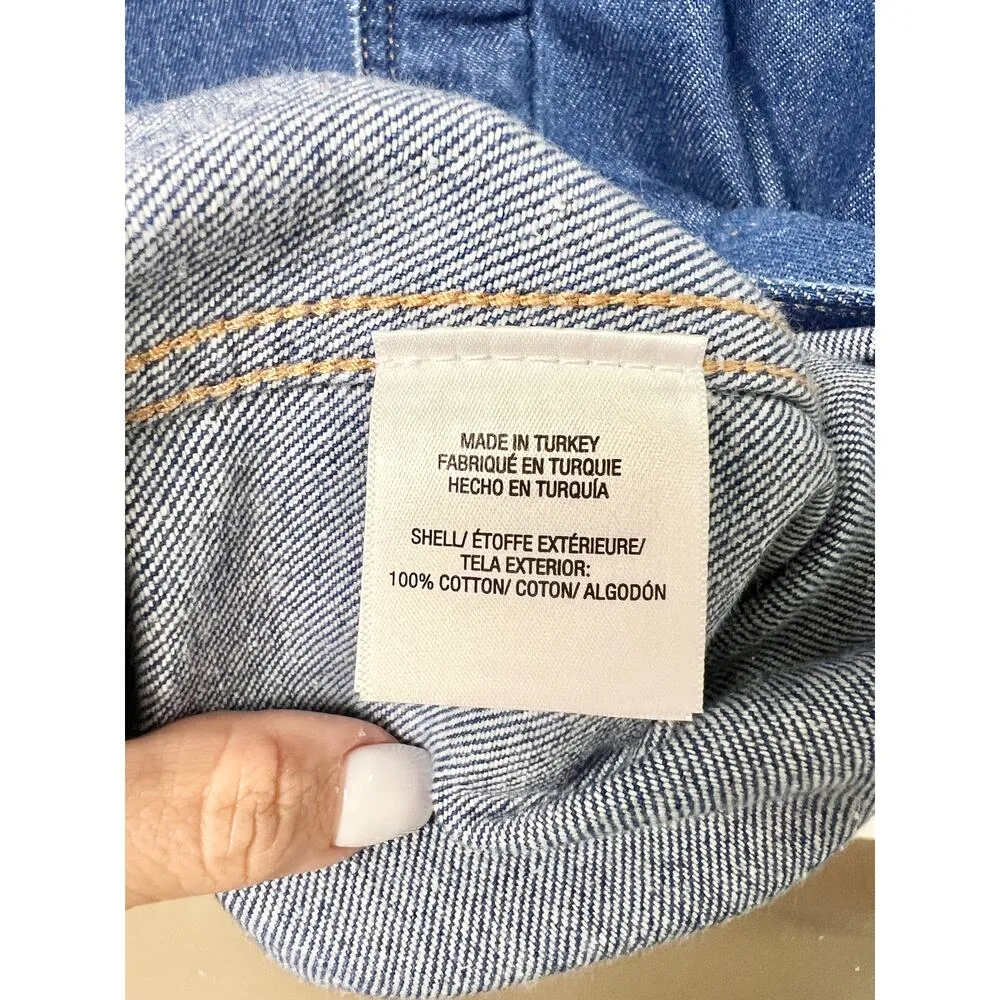 MADE IN TURKEY
FABRIQUÉ EN TURQUIE
HECHO EN TURQUÍA
SHELL/ ÉTOFFE EXTÉRIEURE/
TELA EXTERIOR:
100% COTTON/ COTON/ ALGODÓN